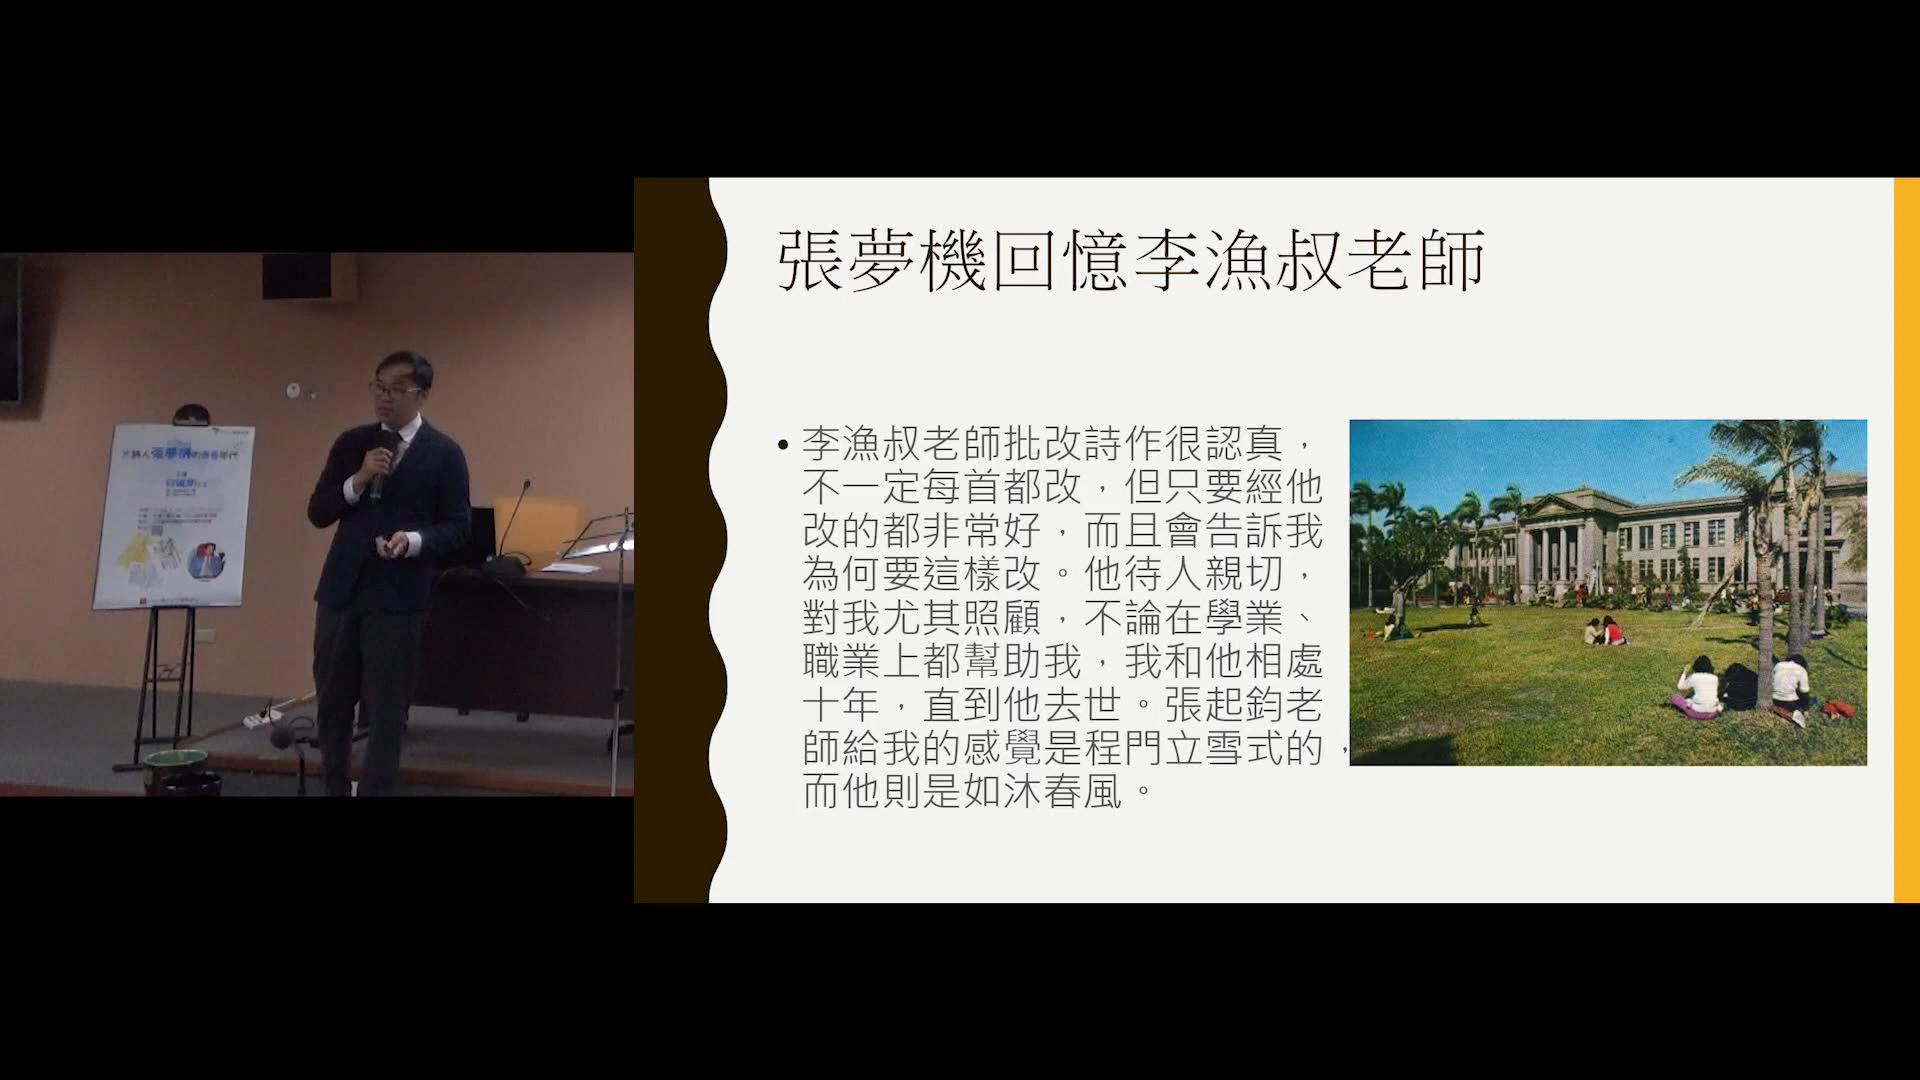 張夢機回憶李漁叔老師
• 李漁叔老師批改詩作很認真，
不一定每首都改，但只要經他
改的都非常好，而且會告訴我
為何要這樣改。他待人親切，
對我尤其照顧，不論在學業、
職業上都幫助我，我和他相處
十年，直到他去世。張起鈞老
師給我的感覺是程門立雪式的，
而他則是如沐春風。